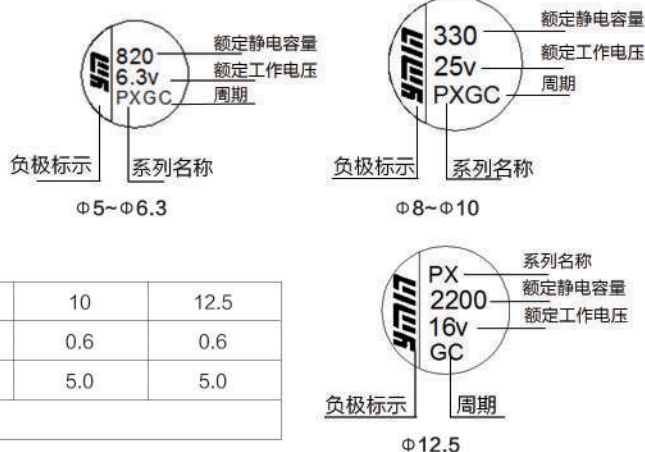 ymin
820
6.3v
PXGC
额定静电容量
额定工作电压
周期
负极标示
系列名称
Φ5~Φ6.3
ymin
330
25v
PXGC
额定静电容量
额定工作电压
周期
负极标示
系列名称
Φ8~Φ10
10 12.5
0.6 0.6
5.0 5.0
ymin
PX
2200
16v
GC
系列名称
额定静电容量
额定工作电压
负极标示
周期
Φ12.5